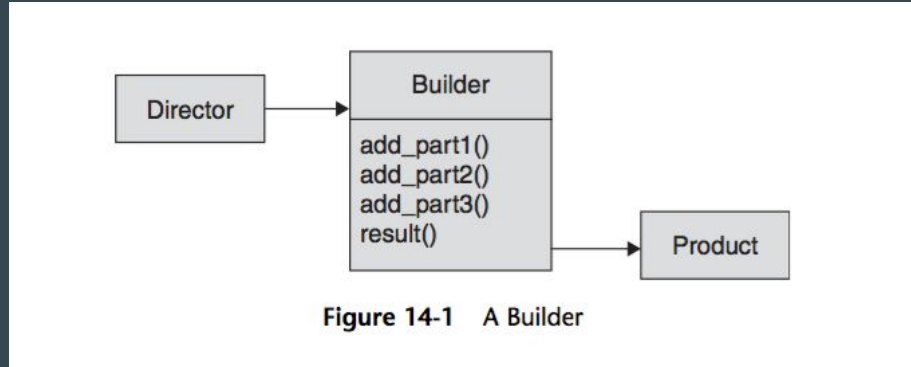 Director
Builder
add_part1()
add_part2()
add_part3()
result()
Product
Figure 14-1 A Builder